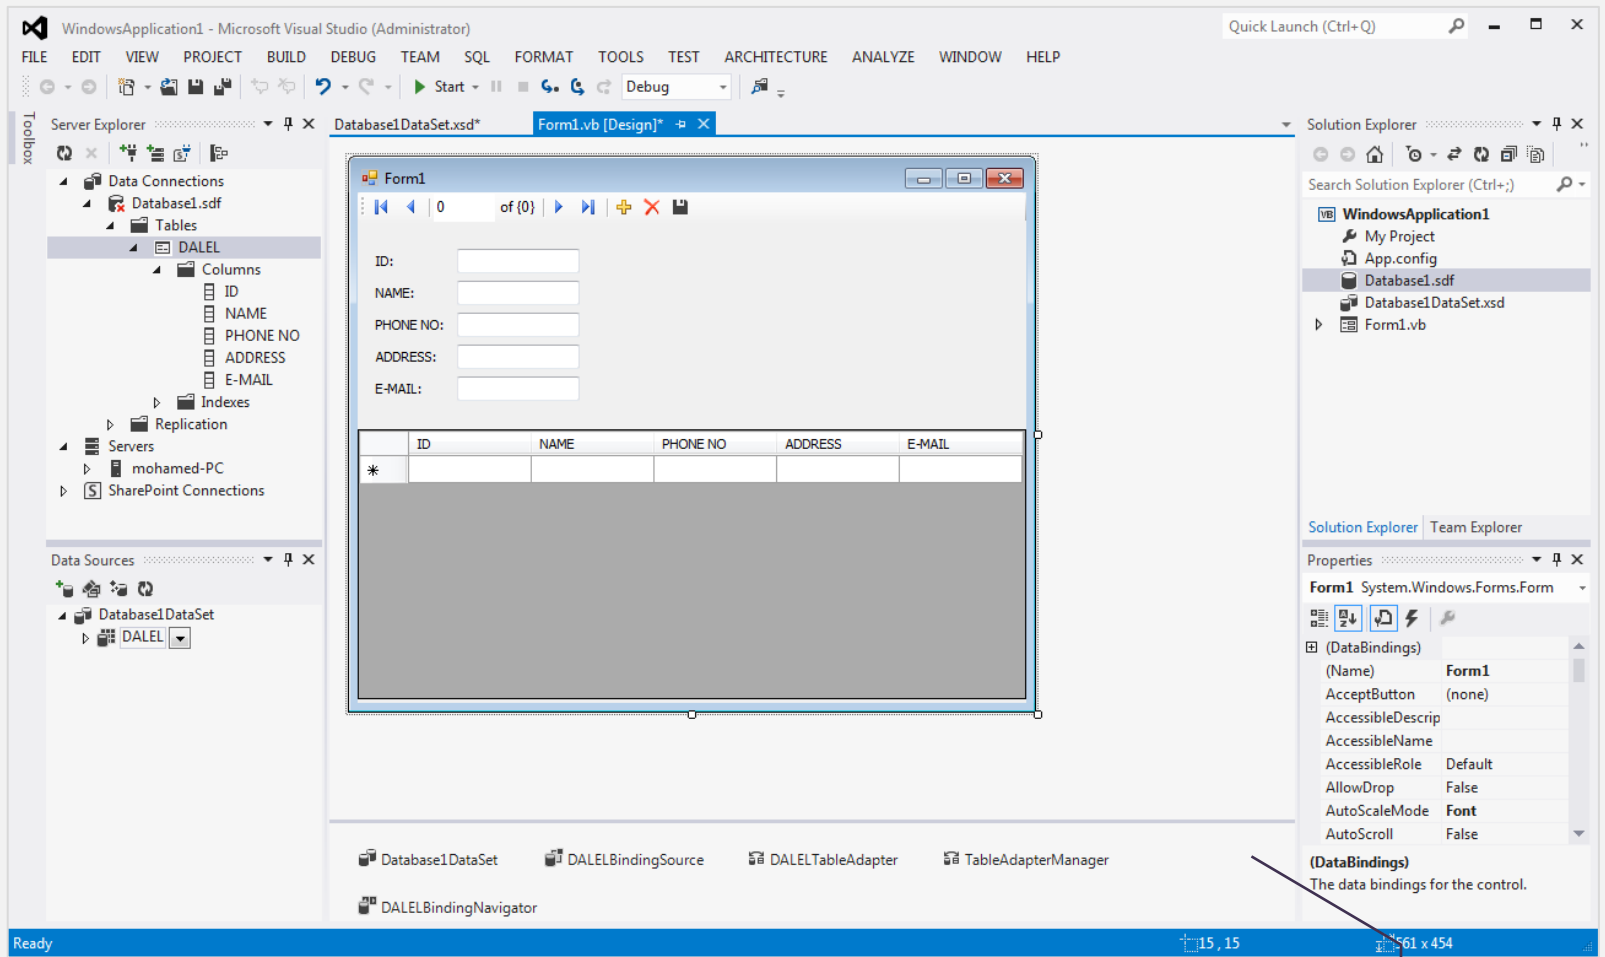 WindowsApplication1 - Microsoft Visual Studio (Administrator)
Quick Launch (Ctrl+Q)
FILE EDIT VIEW PROJECT BUILD DEBUG TEAM SQL FORMAT TOOLS TEST ARCHITECTURE ANALYZE WINDOW HELP
Start
Debug
Toolbox
Server Explorer
Data Connections
Database1.sdf
Tables
DALEL
Columns
ID
NAME
PHONE NO
ADDRESS
E-MAIL
Indexes
Replication
Servers
mohamed-PC
SharePoint Connections
Data Sources
Database1DataSet
DALEL
Database1DataSet.xsd*
Form1.vb [Design]*
Form1
0 of {0}
ID:
NAME:
PHONE NO:
ADDRESS:
E-MAIL:
ID NAME PHONE NO ADDRESS E-MAIL
Database1DataSet DALELBindingSource DALELTableAdapter TableAdapterManager
DALELBindingNavigator
Solution Explorer
Search Solution Explorer (Ctrl+;)
VB WindowsApplication1
My Project
App.config
Database1.sdf
Database1DataSet.xsd
Form1.vb
Solution Explorer Team Explorer
Properties
Form1 System.Windows.Forms.Form
(DataBindings)
(Name) Form1
AcceptButton (none)
AccessibleDescrip
AccessibleName
AccessibleRole Default
AllowDrop False
AutoScaleMode Font
AutoScroll False
(DataBindings)
The data bindings for the control.
Ready
15 , 15
561 x 454